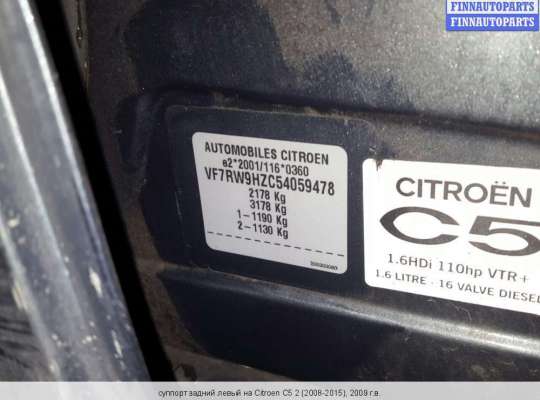 FINNAUTOPARTS
FINNAUTOPARTS
AUTOMOBILES CITROEN
e2*2001/116*0360
VF7RW9HZC54059478
2178 Kg
3178 Kg
1-1190 Kg
2-1130 Kg
CITROËN
C5
1.6HDi 110hp VTR+
1.6 LITRE - 16 VALVE DIESEL
суппорт задний левый на Citroen C5 2 (2008-2015), 2009 г.в.